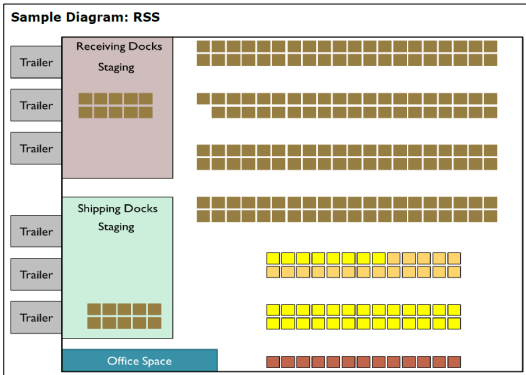 Sample Diagram: RSS
Receiving Docks
Staging
Trailer
Trailer
Trailer
Shipping Docks
Staging
Trailer
Trailer
Trailer
Office Space